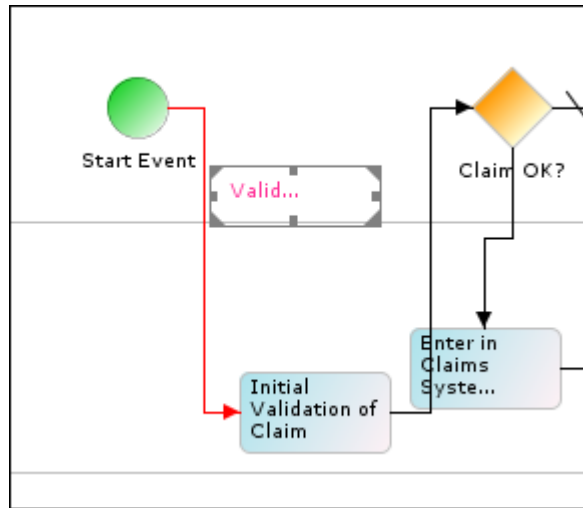 Start Event
Valid...
Claim OK?
Initial
Validation of
Claim
Enter in
Claims
Syste...